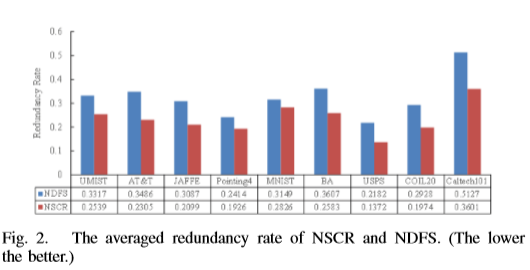 0.6
0.5
0.4
0.3
0.2
0.1
0
Redundancy Rate
UMIST AT&T JAFFE Pointing4 MNIST BA USPS COIL20 Caltech101
NDFS 0.3317 0.3486 0.3087 0.2414 0.3149 0.3607 0.2182 0.2928 0.5127
NSCR 0.2539 0.2305 0.2099 0.1926 0.2826 0.2583 0.1372 0.1974 0.3601
Fig. 2. The averaged redundancy rate of NSCR and NDFS. (The lower
the better.)